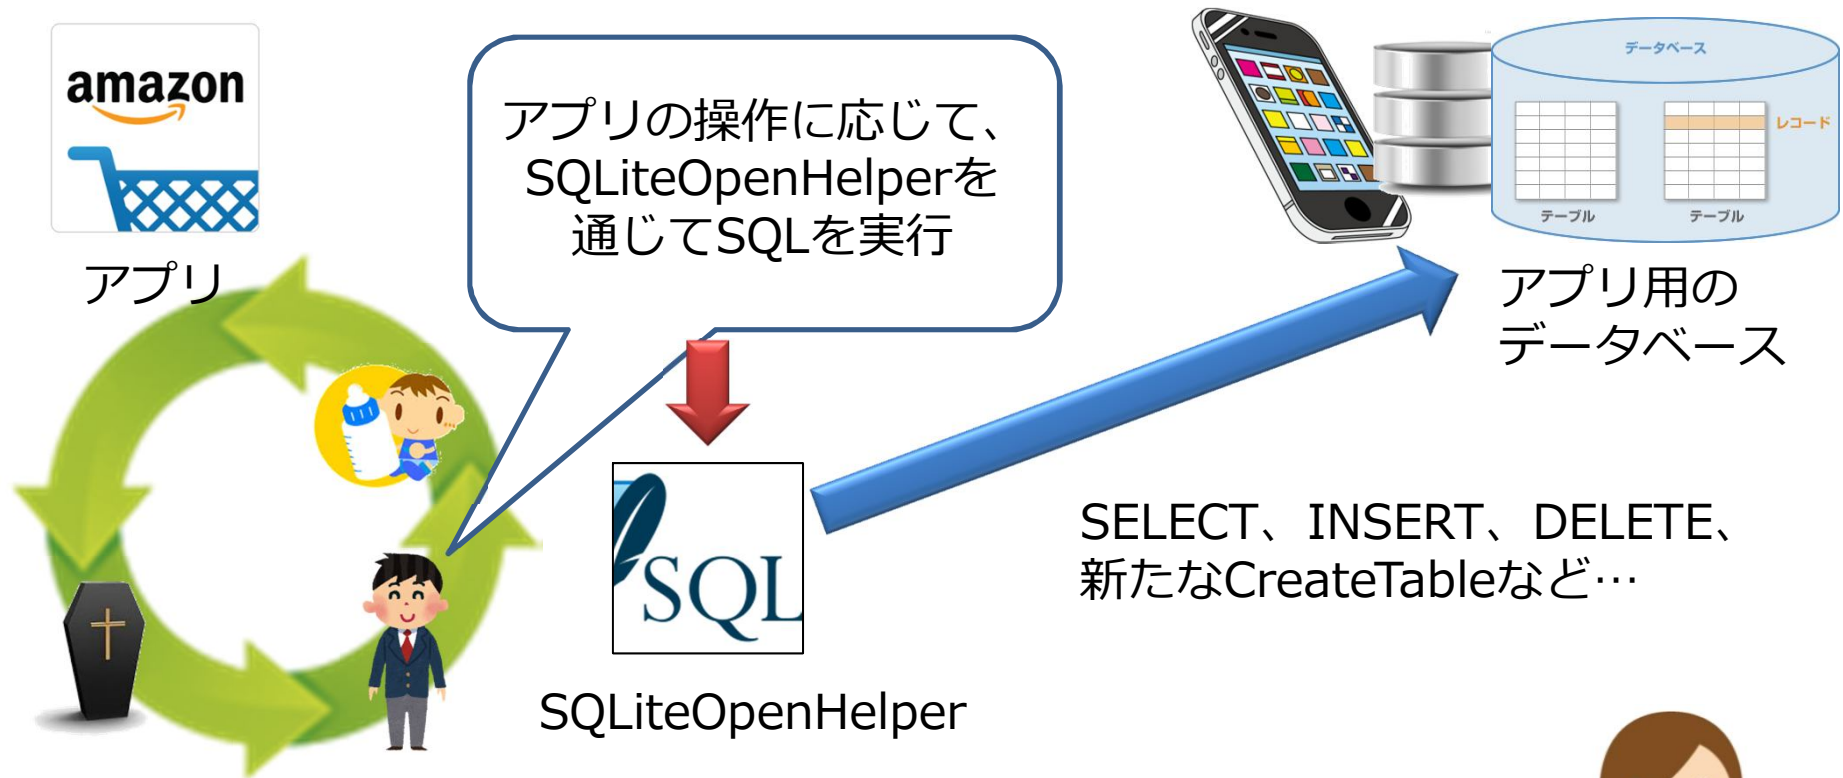 amazon
アプリ
アプリの操作に応じて、
SQLiteOpenHelperを
通じてSQLを実行
データベース
レコード
テーブル
テーブル
アプリ用の
データベース
SQL
SQLiteOpenHelper
SELECT、INSERT、DELETE、
新たなCreateTableなど…